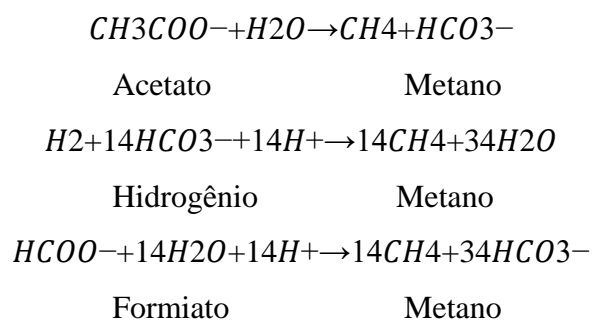 CH3COO−+H2O→CH4+HCO3−
Acetato Metano
H2+14HCO3−+14H+→14CH4+34H2O
Hidrogênio Metano
HCOO−+14H2O+14H+→14CH4+34HCO3−
Formiato Metano